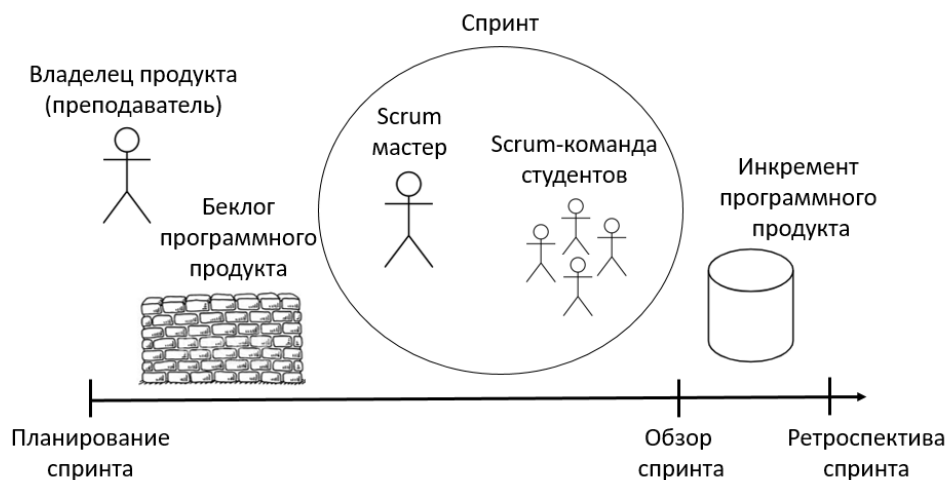 Спринт
Владелец продукта
(преподаватель)
Scrum
мастер
Scrum-команда
студентов
Инкремент
программного
продукта
Беклог
программного
продукта
Планирование
спринта
Обзор
спринта
Ретроспектива
спринта